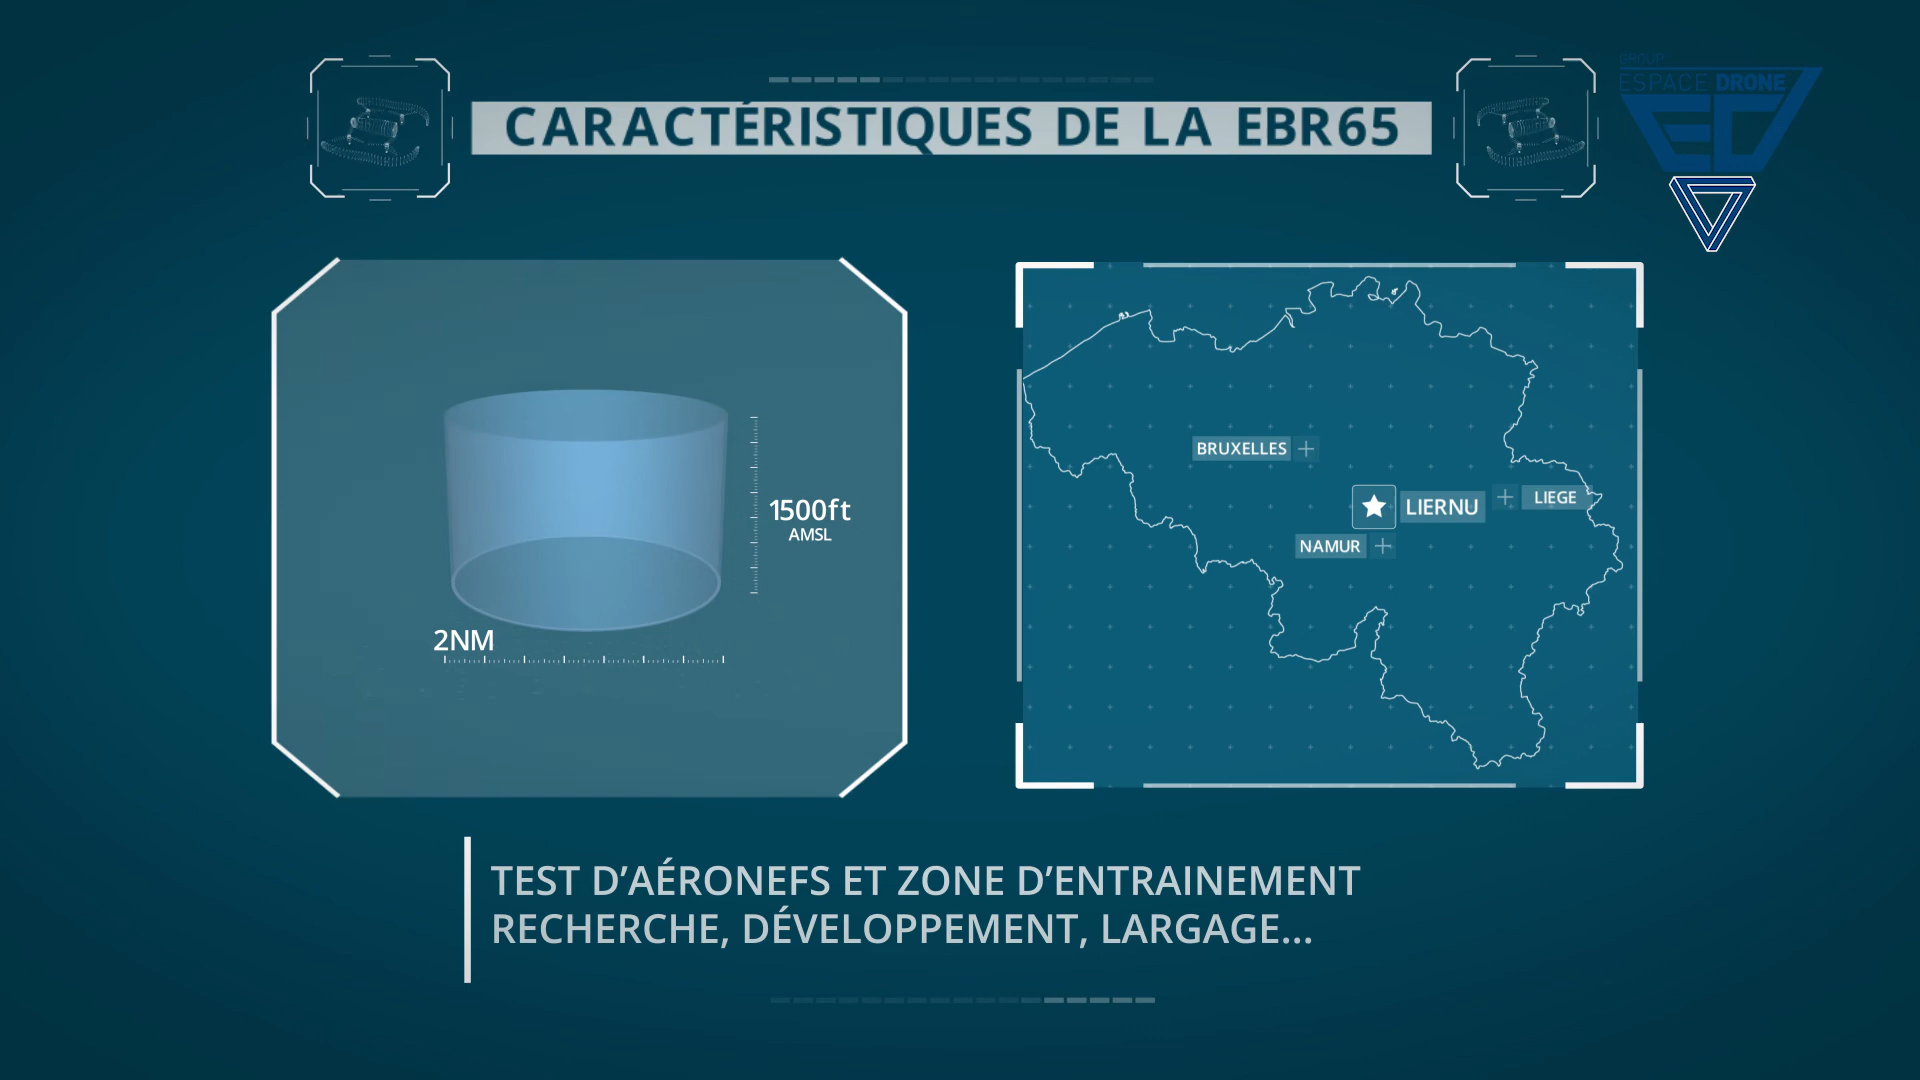 GROUP
ESPACE DRONE
CARACTÉRISTIQUES DE LA EBR65
1500ft
AMSL
2NM
BRUXELLES
LIERNU
LIEGE
NAMUR
TEST D’AÉRONEFS ET ZONE D’ENTRAINEMENT
RECHERCHE, DÉVELOPPEMENT, LARGAGE...